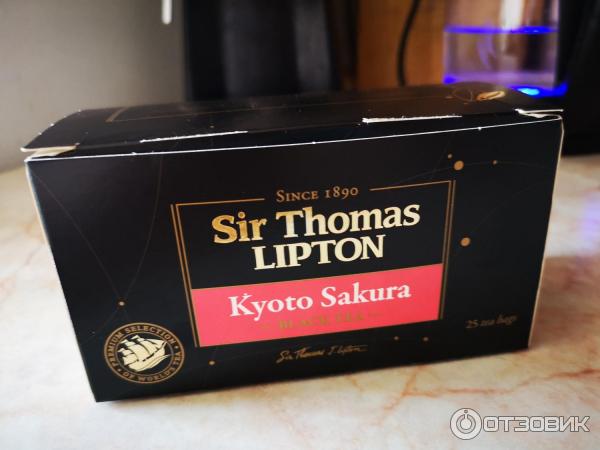 SINCE 1890
Sir Thomas
LIPTON
Kyoto Sakura
BLACK TEA
25 tea bags
PREMIUM SELECTION
OF WORLD'S TEA
Sir Thomas J. Lipton
ОТЗОВИК